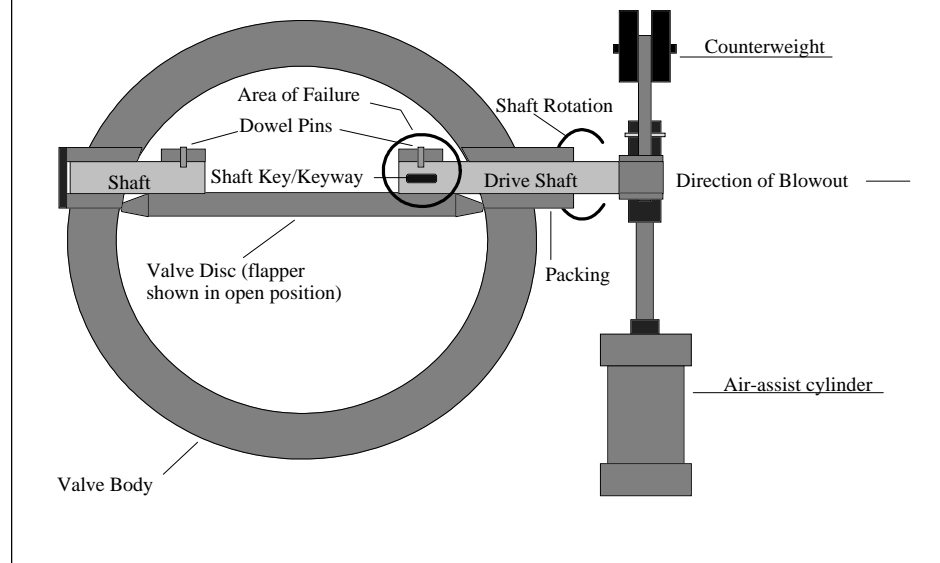 Counterweight
Area of Failure
Shaft Rotation
Dowel Pins
Shaft Key/Keyway
Shaft
Drive Shaft
Direction of Blowout
Valve Disc (flapper
shown in open position)
Packing
Air-assist cylinder
Valve Body